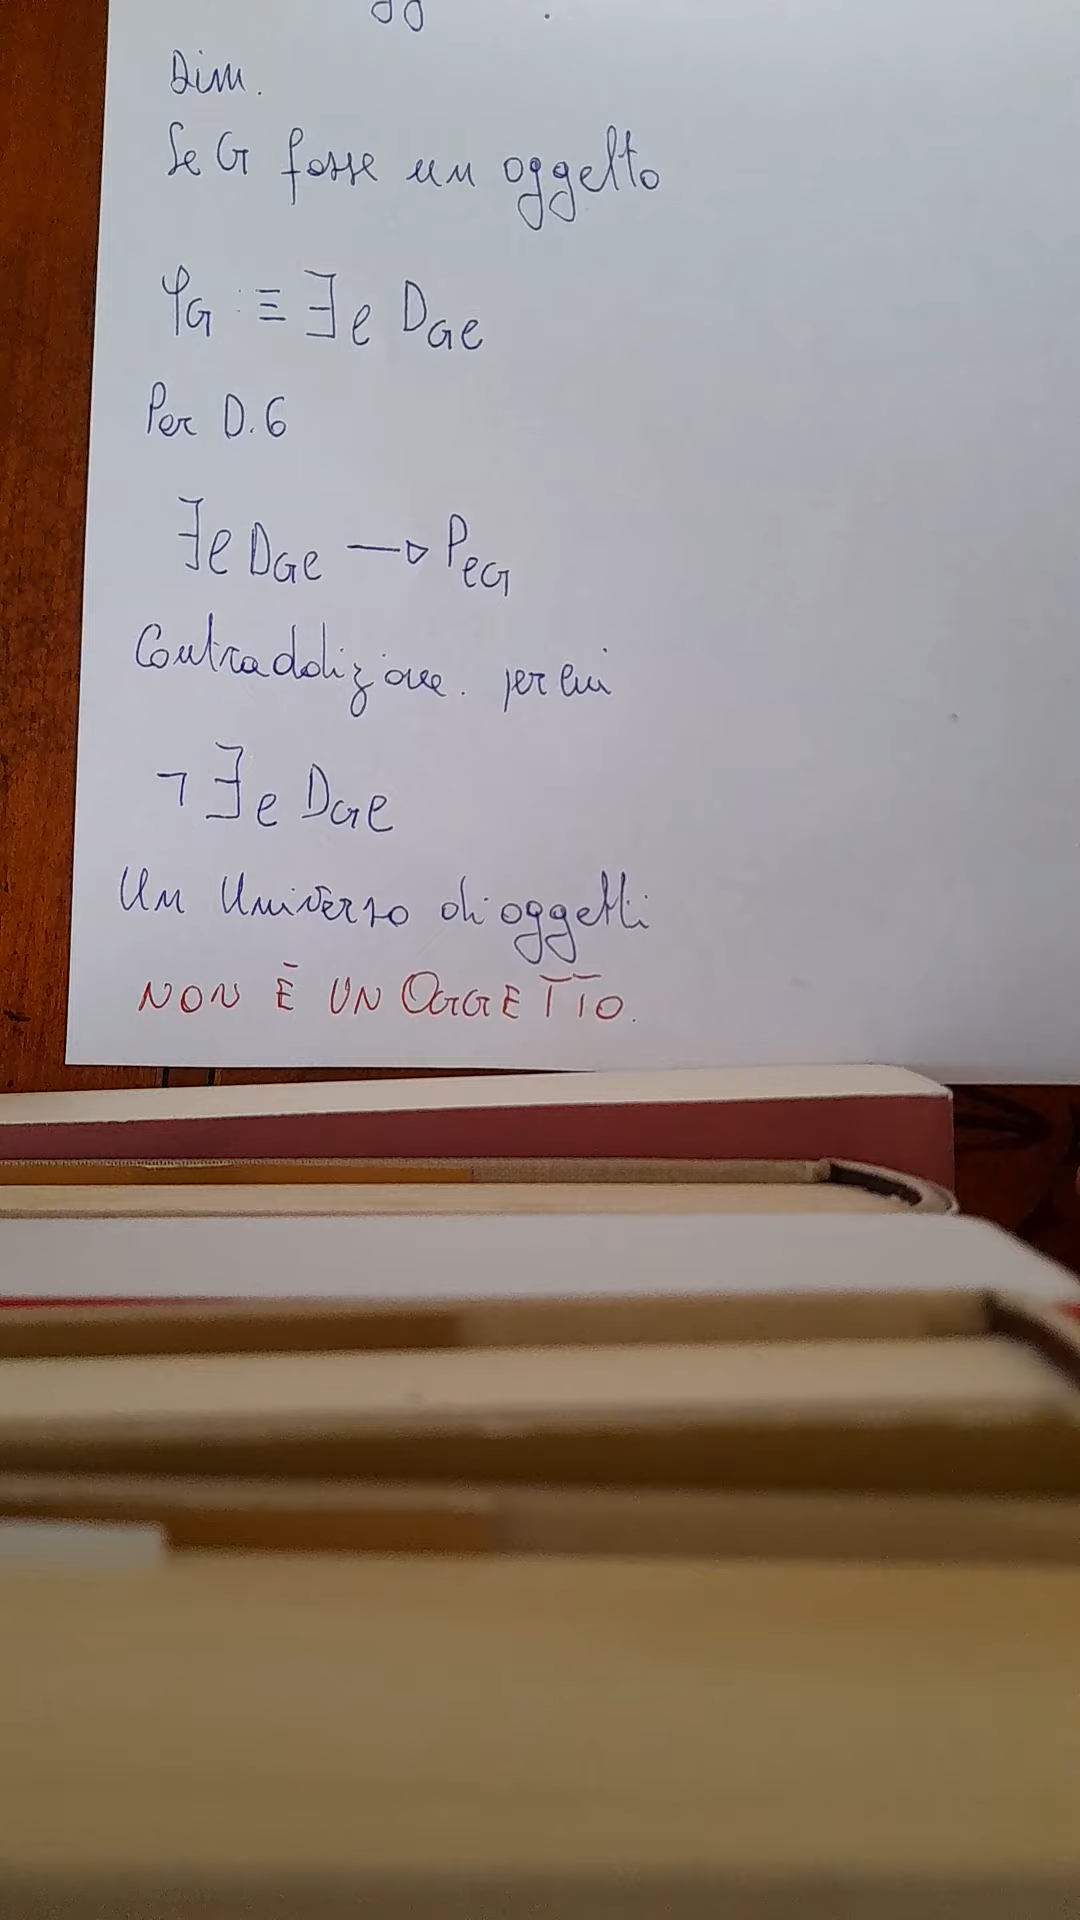 Dim.
Se G fosse un oggetto
φG :≡ ∃e DGe
Per D.6
∃e DGe → PeG
Contraddizione. per cui
¬∃e DGe
Un Universo di oggetti
NON È UN OGGETTO.